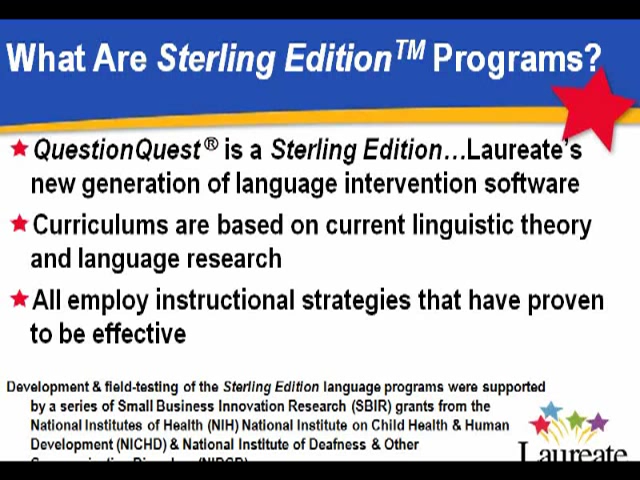 What Are Sterling Edition™ Programs?
QuestionQuest® is a Sterling Edition…Laureate's
new generation of language intervention software
Curriculums are based on current linguistic theory
and language research
All employ instructional strategies that have proven
to be effective
Development & field-testing of the Sterling Edition language programs were supported
by a series of Small Business Innovation Research (SBIR) grants from the
National Institutes of Health (NIH) National Institute on Child Health & Human
Development (NICHD) & National Institute of Deafness & Other
Laureate